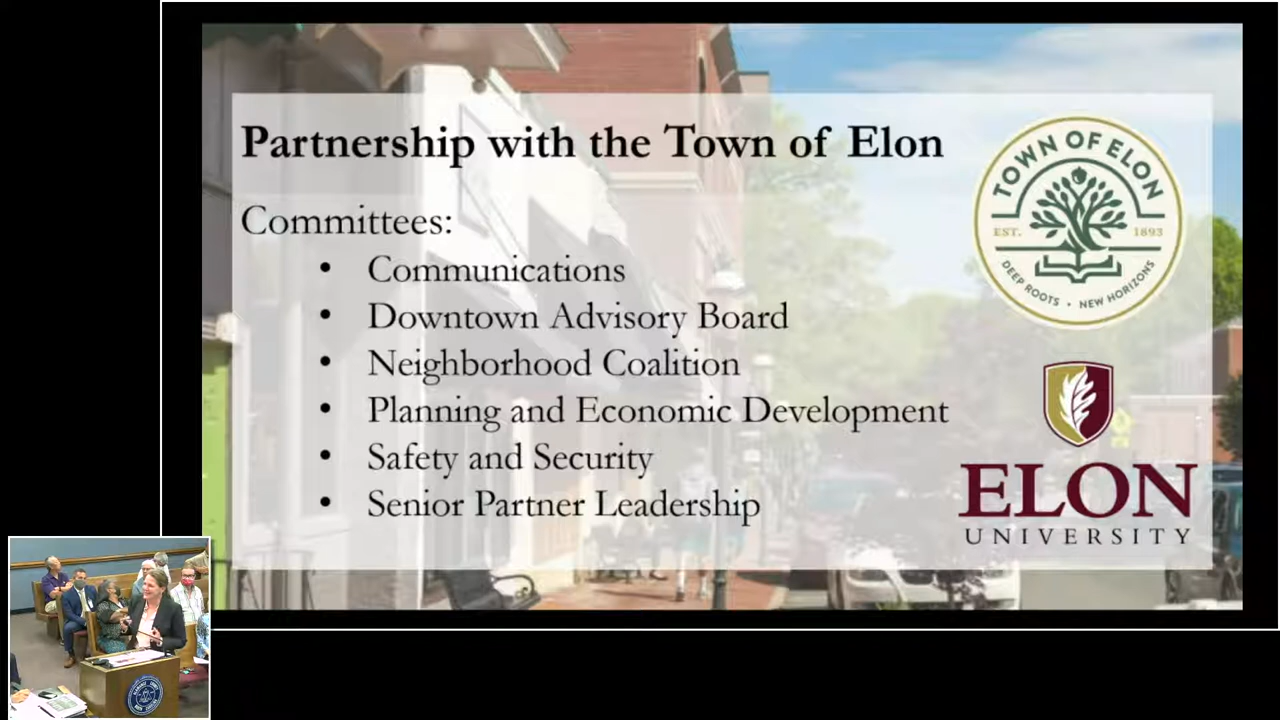 Partnership with the Town of Elon
Committees:
• Communications
• Downtown Advisory Board
• Neighborhood Coalition
• Planning and Economic Development
• Safety and Security
• Senior Partner Leadership
TOWN OF ELON
EST. 1893
DEEP ROOTS • NEW HORIZONS
ELON
UNIVERSITY